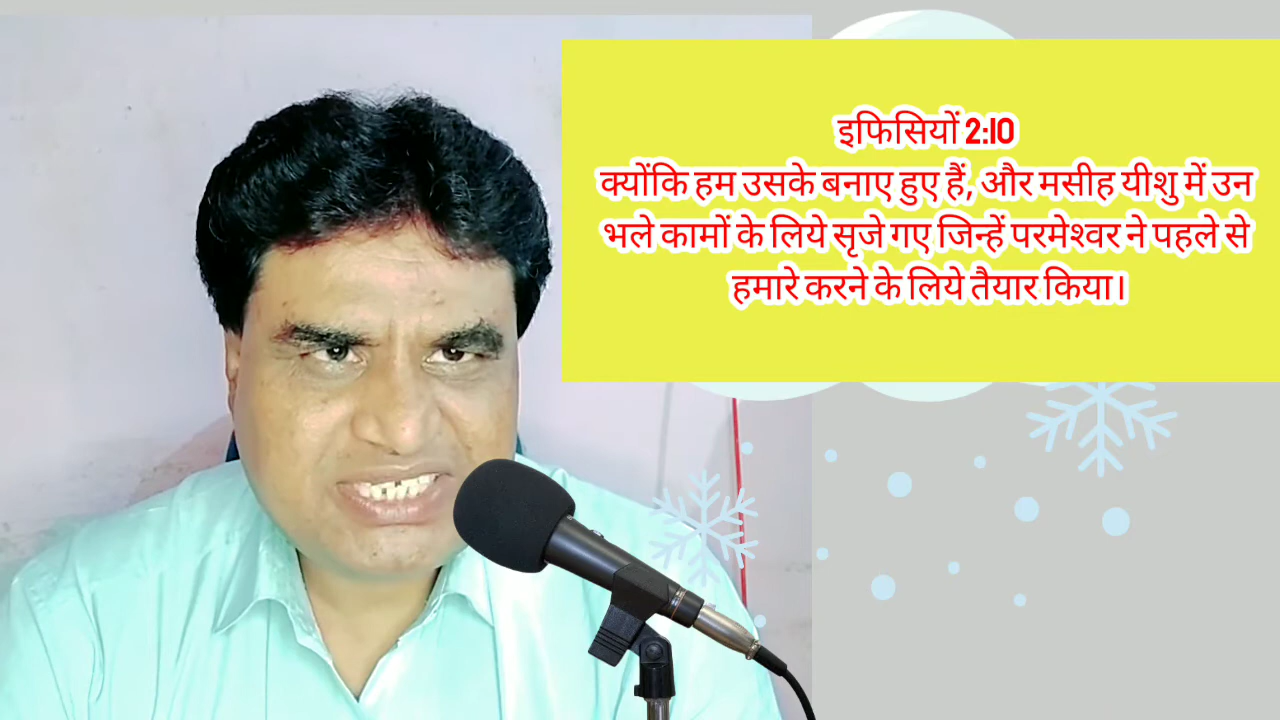 इफिसियों 2:10
क्योंकि हम उसके बनाए हुए हैं, और मसीह यीशु में उन
भले कामों के लिये सृजे गए जिन्हें परमेश्वर ने पहले से
हमारे करने के लिये तैयार किया।